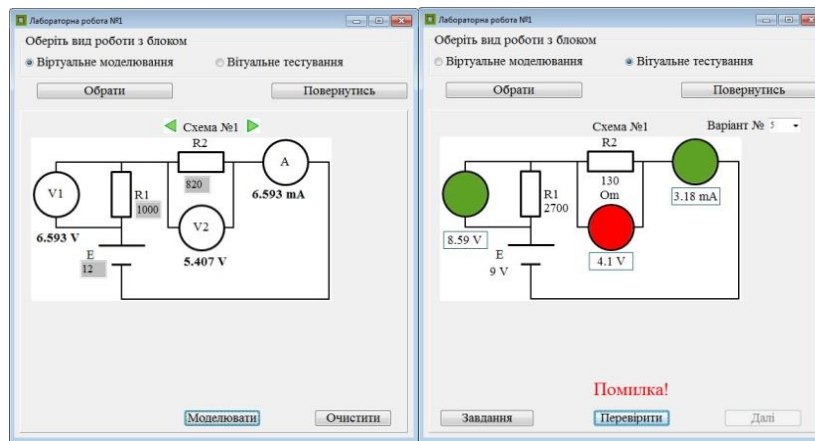 Лабораторна робота №1
Оберіть вид роботи з блоком
Віртуальне моделювання
Вітуальне тестування
Обрати
Повернутись
Схема №1
R2
820
A
6.593 mA
V1
R1
1000
V2
6.593 V
5.407 V
E
12
Моделювати
Очистити
Лабораторна робота №1
Оберіть вид роботи з блоком
Віртуальне моделювання
Вітуальне тестування
Обрати
Повернутись
Схема №1
Варіант № 5
R2
130
Om
3.18 mA
R1
2700
8.59 V
4.1 V
E
9 V
Помилка!
Завдання
Перевірити
Далі